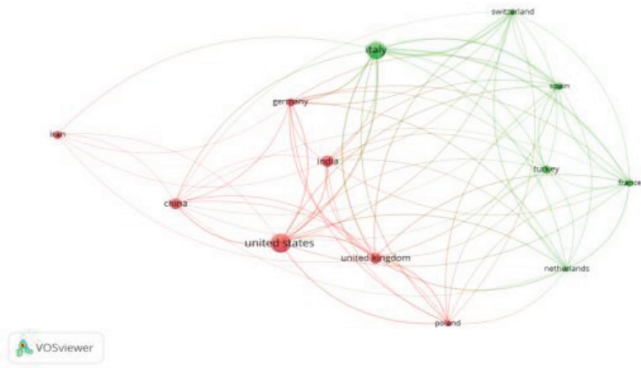 switzerland
italy
spain
germany
iran
india
turkey
france
china
united states
united kingdom
netherlands
poland
VOSviewer